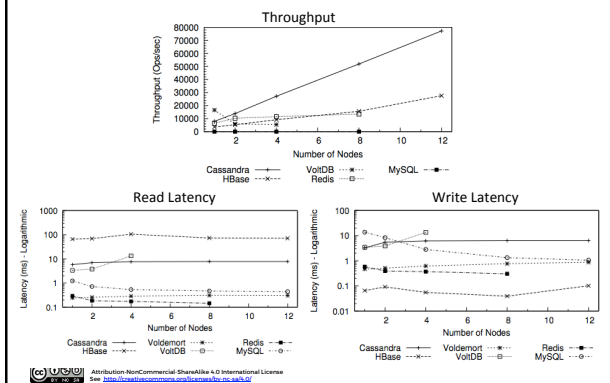 Throughput
80000
70000
60000
50000
40000
30000
20000
10000
0
Throughput (Ops/sec)
2 4 6 8 10 12
Number of Nodes
Cassandra VoltDB MySQL
HBase Redis
Read Latency
1000
100
10
1
0.1
Latency (ms) - Logarithmic
2 4 6 8 10 12
Number of Nodes
Cassandra Voldemort Redis
HBase VoltDB MySQL
Write Latency
100
10
1
0.1
0.01
Latency (ms) - Logarithmic
2 4 6 8 10 12
Number of Nodes
Cassandra Voldemort Redis
HBase VoltDB MySQL
cc BY NC SA
Attribution-NonCommercial-ShareAlike 4.0 International License
See http://creativecommons.org/licenses/by-nc-sa/4.0/